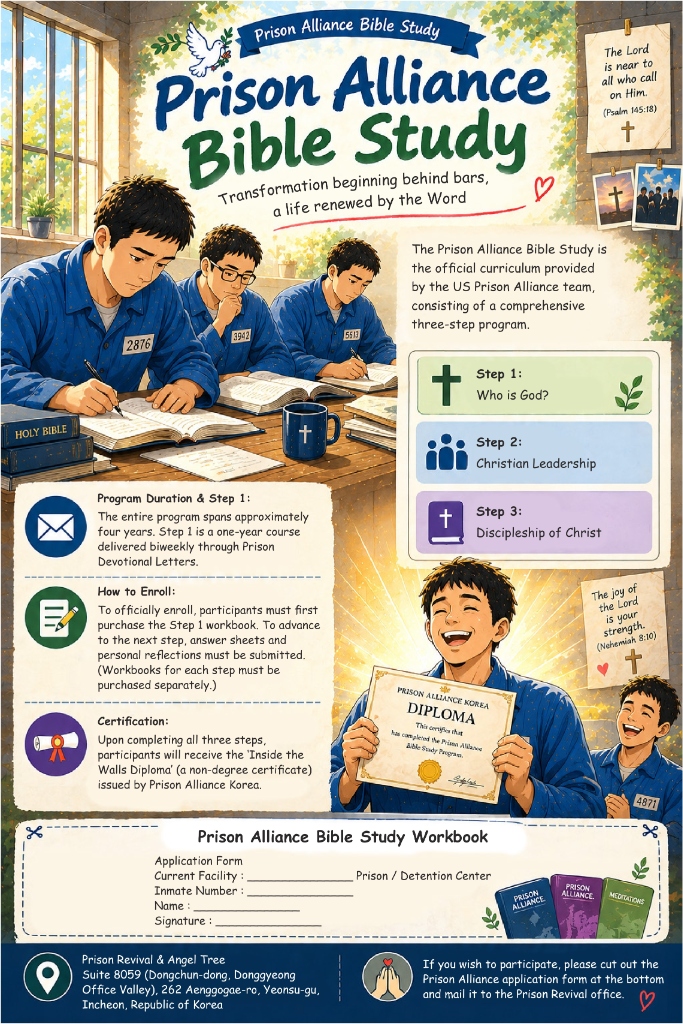 Prison Alliance Bible Study
Prison Alliance
Bible Study
Transformation beginning behind bars,
a life renewed by the Word
The Lord
is near to
all who call
on Him.
(Psalm 145:18)
2876
3942
5513
HOLY BIBLE
The Prison Alliance Bible Study is
the official curriculum provided
by the US Prison Alliance team,
consisting of a comprehensive
three-step program.
Step 1:
Who is God?
Step 2:
Christian Leadership
Step 3:
Discipleship of Christ
Program Duration & Step 1:
The entire program spans approximately
four years. Step 1 is a one-year course
delivered biweekly through Prison
Devotional Letters.
How to Enroll:
To officially enroll, participants must first
purchase the Step 1 workbook. To advance
to the next step, answer sheets and
personal reflections must be submitted.
(Workbooks for each step must be
purchased separately.)
Certification:
Upon completing all three steps,
participants will receive the 'Inside the
Walls Diploma' (a non-degree certificate)
issued by Prison Alliance Korea.
The joy of
the Lord
is your
strength.
(Nehemiah 8:10)
PRISON ALLIANCE KOREA
DIPLOMA
This certifies that
has completed the Prison Alliance
Bible Study Program.
4871
Prison Alliance Bible Study Workbook
Application Form
Current Facility : ____________________ Prison / Detention Center
Inmate Number : ____________________
Name : ____________________
Signature : ____________________
PRISON
ALLIANCE
PRISON
ALLIANCE
MEDITATIONS
Prison Revival & Angel Tree
Suite 8059 (Dongchun-dong, Donggyeong
Office Valley), 262 Aenggogae-ro, Yeonsu-gu,
Incheon, Republic of Korea
If you wish to participate, please cut out the
Prison Alliance application form at the bottom
and mail it to the Prison Revival office.